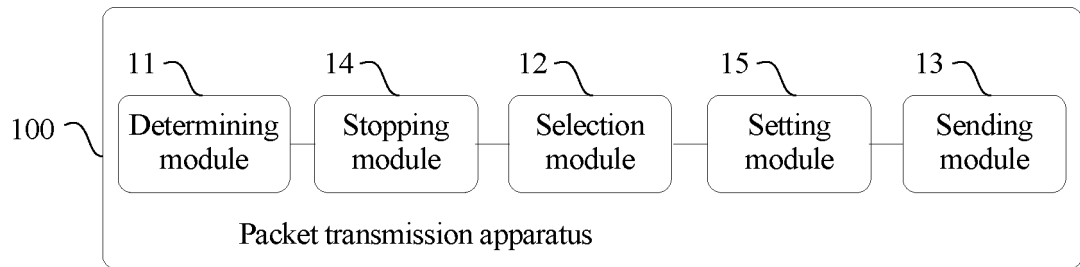 11 14 12 15 13
100
Determining module
Stopping module
Selection module
Setting module
Sending module
Packet transmission apparatus